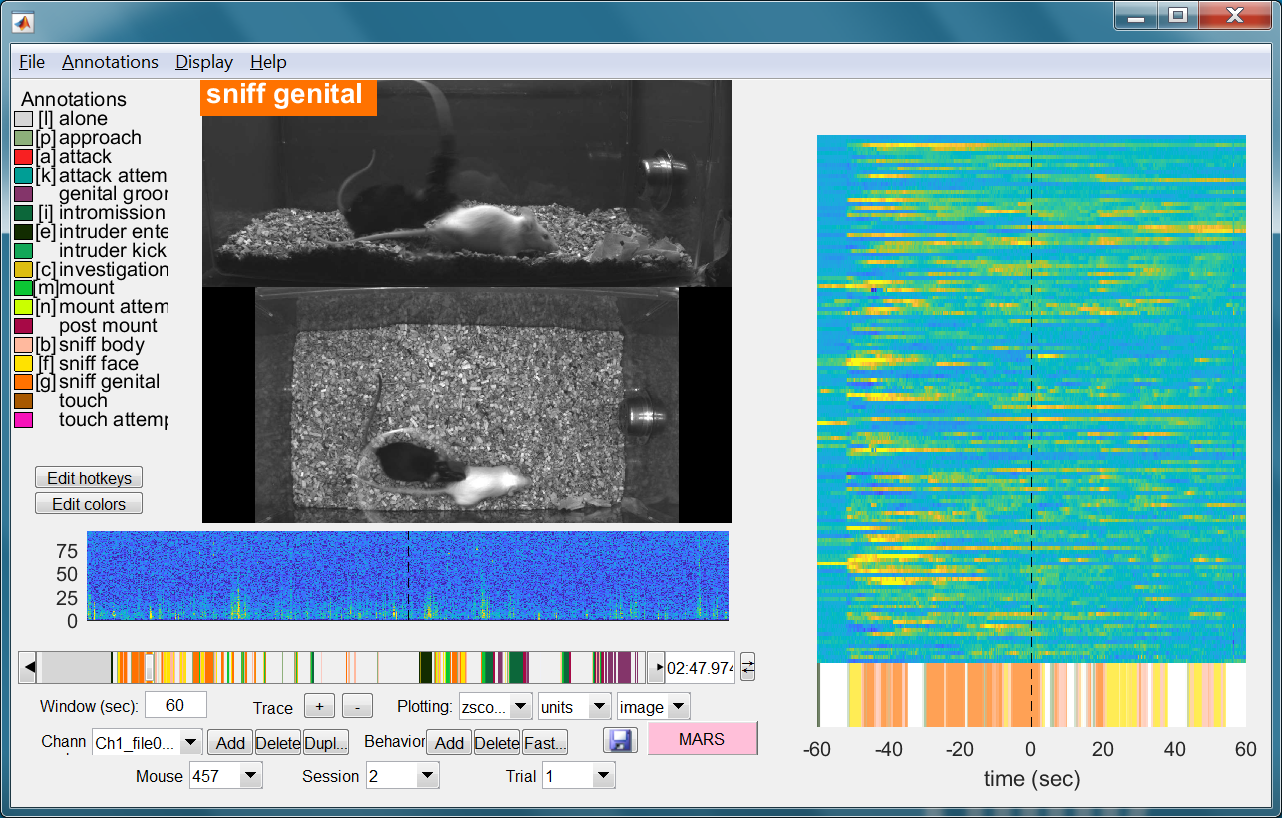 File Annotations Display Help
sniff genital
Annotations
[l] alone
[p] approach
[a] attack
[k] attack attem
genital groor
[i] intromission
[e] intruder ente
intruder kick
[c] investigation
[m] mount
[n] mount attem
post mount
[b] sniff body
[f] sniff face
[g] sniff genital
touch
touch attemp
Edit hotkeys
Edit colors
75
50
25
0
02:47.974
Window (sec): 60 Trace + - Plotting: zsco... units image
Chann Ch1_file0... Add Delete Dupl... Behavior Add Delete Fast... MARS
Mouse 457 Session 2 Trial 1
-60 -40 -20 0 20 40 60
time (sec)